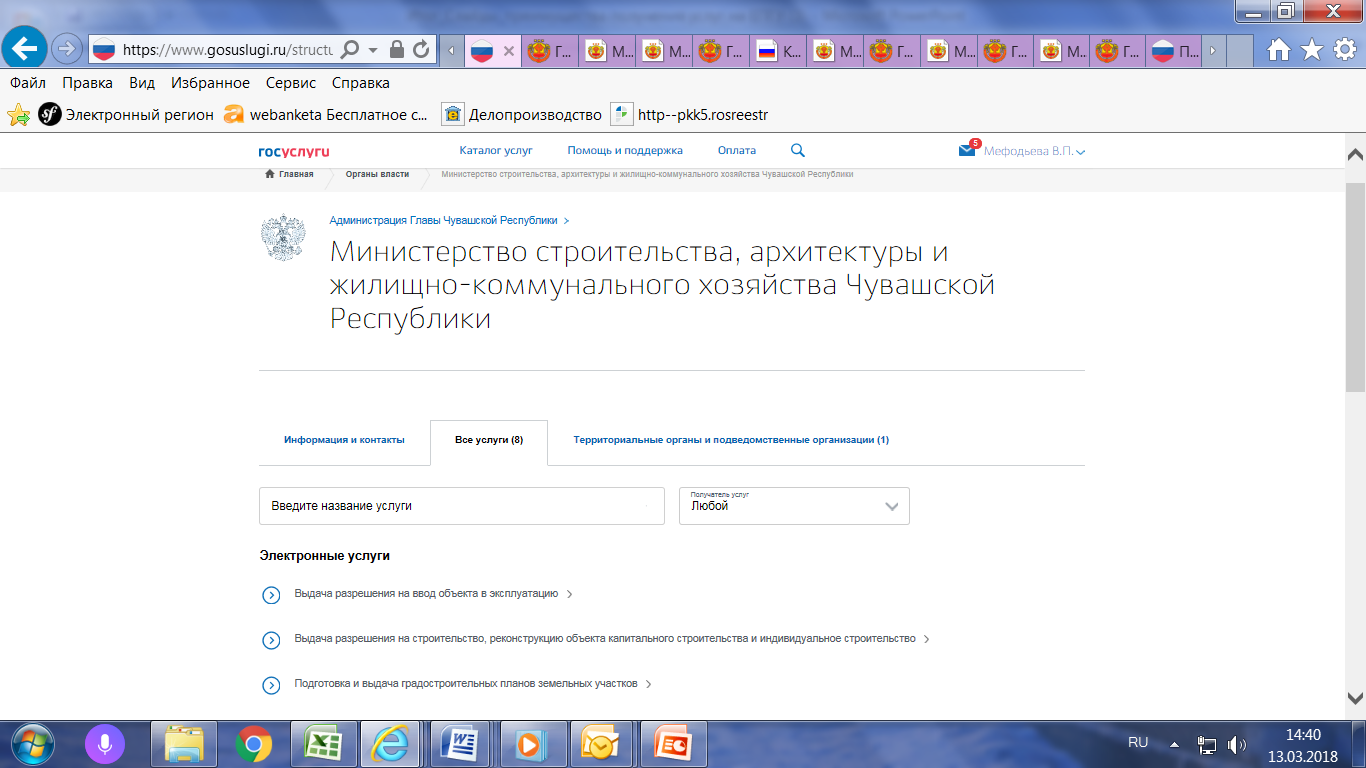 https://www.gosuslugi.ru/structu
Г... М... М... Г... К... М... Г... М... Г... М... Г... П...
Файл Правка Вид Избранное Сервис Справка
Электронный регион webanketa Бесплатное с... Делопроизводство http--pkk5.rosreestr
госуслуги Каталог услуг Помощь и поддержка Оплата 5 Мефодьева В.П.
Главная Органы власти Министерство строительства, архитектуры и жилищно-коммунального хозяйства Чувашской Республики
Администрация Главы Чувашской Республики >
Министерство строительства, архитектуры и
жилищно-коммунального хозяйства Чувашской
Республики
Информация и контакты Все услуги (8) Территориальные органы и подведомственные организации (1)
Получатель услуг
Введите название услуги Любой
Электронные услуги
Выдача разрешения на ввод объекта в эксплуатацию >
Выдача разрешения на строительство, реконструкцию объекта капитального строительства и индивидуальное строительство >
Подготовка и выдача градостроительных планов земельных участков >
RU 14:40
13.03.2018